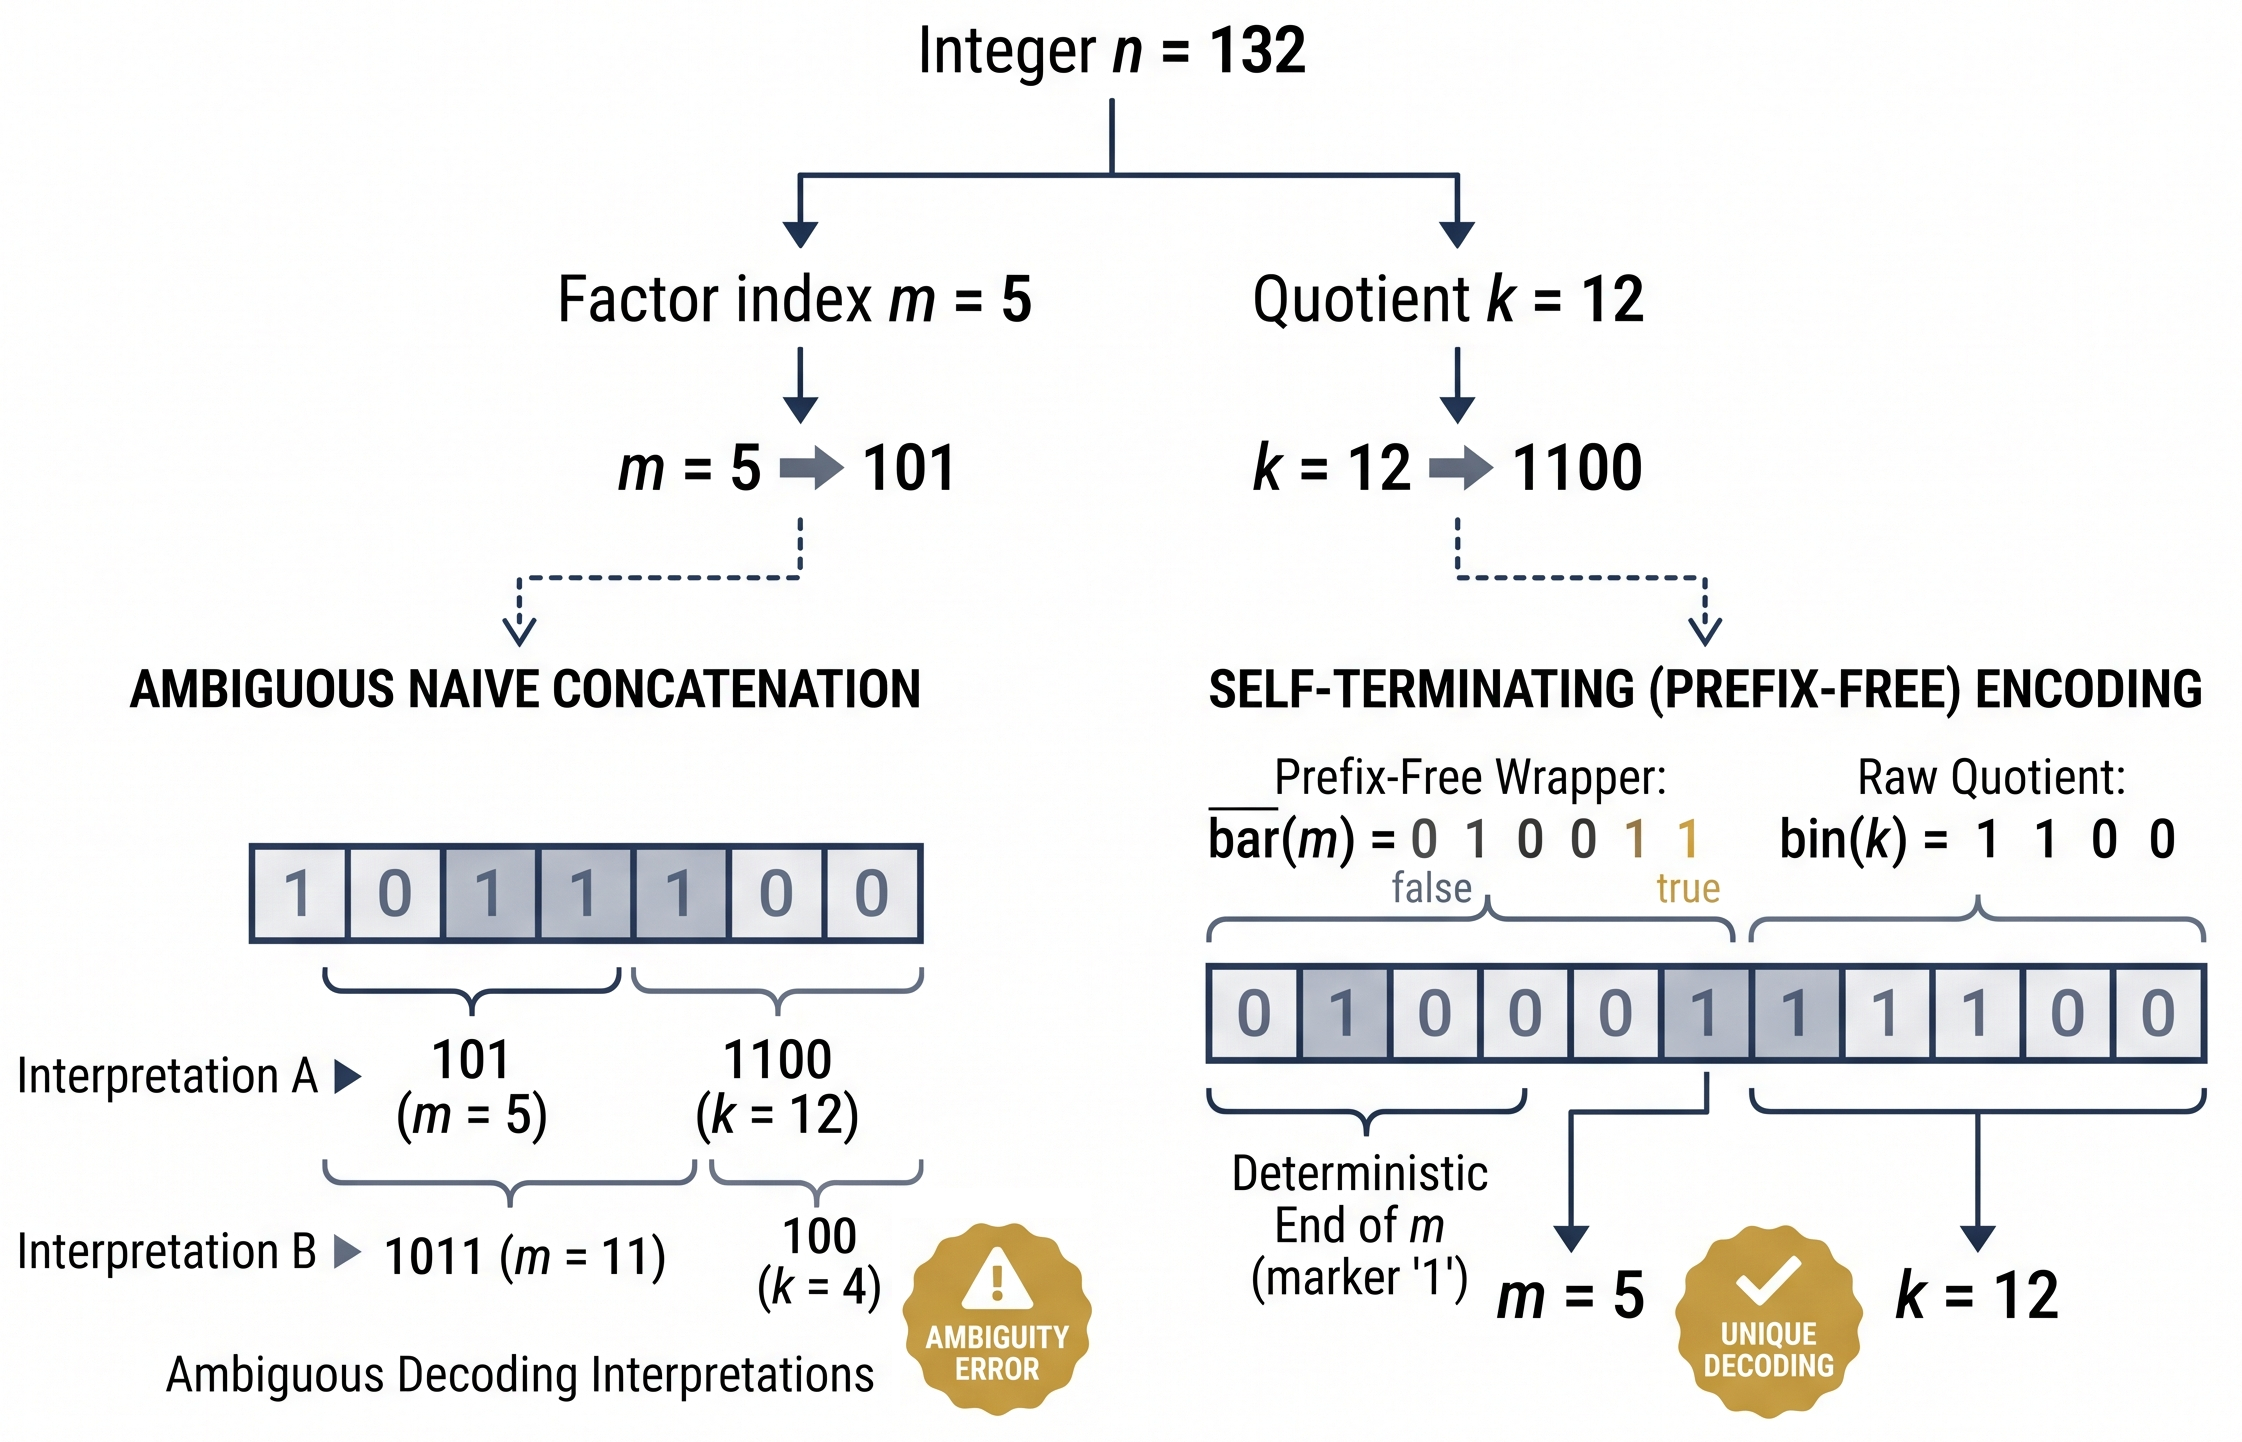 Integer n = 132
Factor index m = 5
Quotient k = 12
m = 5 → 101
k = 12 → 1100
AMBIGUOUS NAIVE CONCATENATION
1 0 1 1 1 0 0
Interpretation A
101
(m = 5)
1100
(k = 12)
Interpretation B
1011 (m = 11)
100
(k = 4)
AMBIGUITY
ERROR
Ambiguous Decoding Interpretations
SELF-TERMINATING (PREFIX-FREE) ENCODING
Prefix-Free Wrapper:
bar(m) = 0 1 0 0 1 1
false
true
Raw Quotient:
bin(k) = 1 1 0 0
0 1 0 0 0 1 1 1 1 0 0
Deterministic
End of m
(marker '1')
m = 5
UNIQUE
DECODING
k = 12